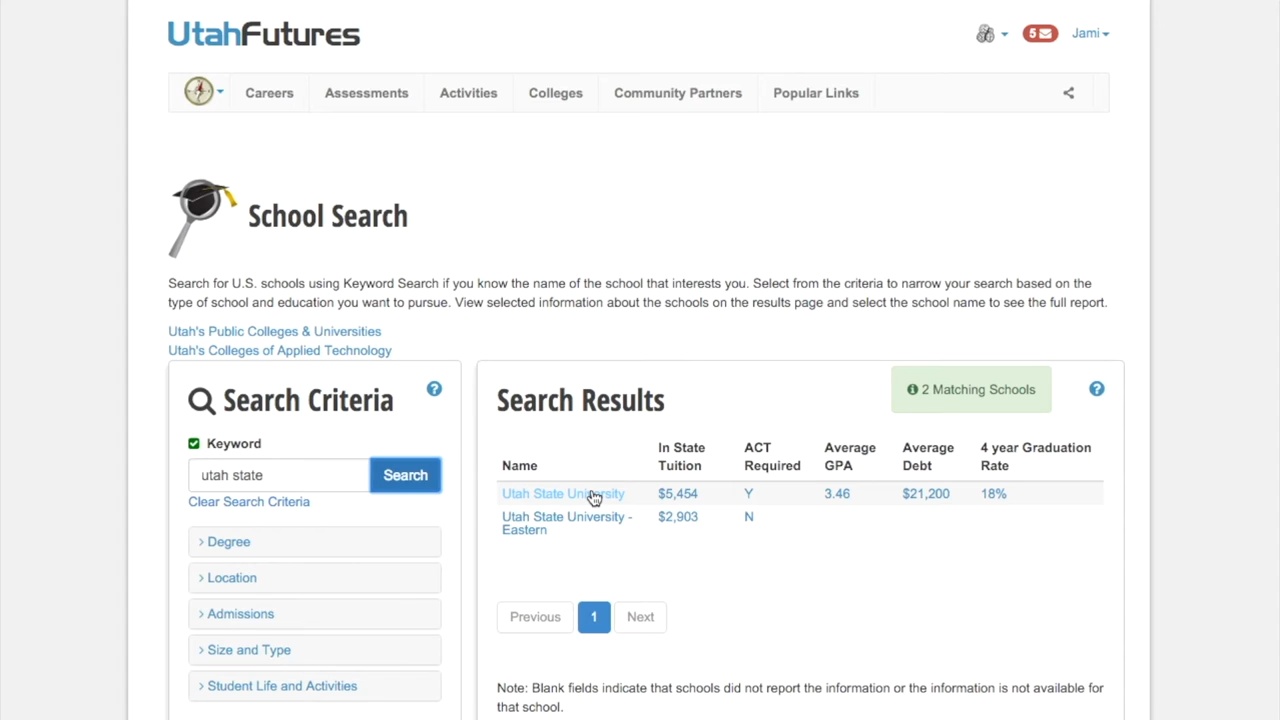 UtahFutures
5
Jami
Careers
Assessments
Activities
Colleges
Community Partners
Popular Links
School Search
Search for U.S. schools using Keyword Search if you know the name of the school that interests you. Select from the criteria to narrow your search based on the
type of school and education you want to pursue. View selected information about the schools on the results page and select the school name to see the full report.
Utah's Public Colleges & Universities
Utah's Colleges of Applied Technology
Search Criteria
?
Keyword
utah state
Search
Clear Search Criteria
> Degree
> Location
> Admissions
> Size and Type
> Student Life and Activities
Search Results
2 Matching Schools
?
Name
In State
Tuition
ACT
Required
Average
GPA
Average
Debt
4 year Graduation
Rate
Utah State University $5,454 Y 3.46 $21,200 18%
Utah State University - $2,903 N
Eastern
Previous
1
Next
Note: Blank fields indicate that schools did not report the information or the information is not available for
that school.